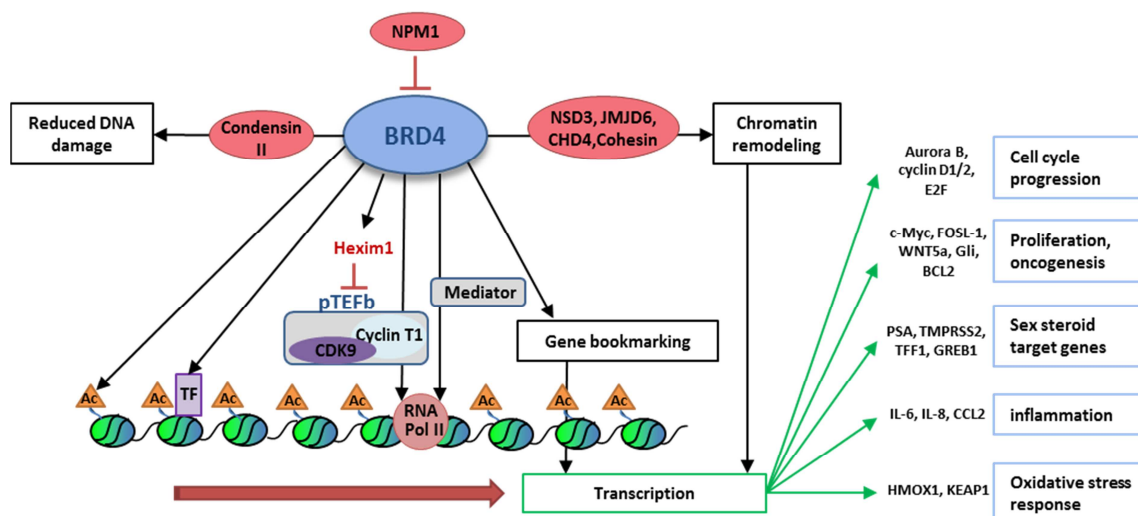 NPM1
Reduced DNA
damage
Condensin
II
BRD4
NSD3, JMJD6,
CHD4,Cohesin
Chromatin
remodeling
Aurora B,
cyclin D1/2,
E2F
Cell cycle
progression
c-Myc, FOSL-1,
WNT5a, Gli,
BCL2
Proliferation,
oncogenesis
Hexim1
pTEFb
Cyclin T1
CDK9
Mediator
Gene bookmarking
PSA, TMPRSS2,
TFF1, GREB1
Sex steroid
target genes
Ac
Ac
TF
Ac
Ac
Ac
RNA
Pol II
Ac
Ac
Ac
IL-6, IL-8, CCL2
inflammation
Transcription
HMOX1, KEAP1
Oxidative stress
response